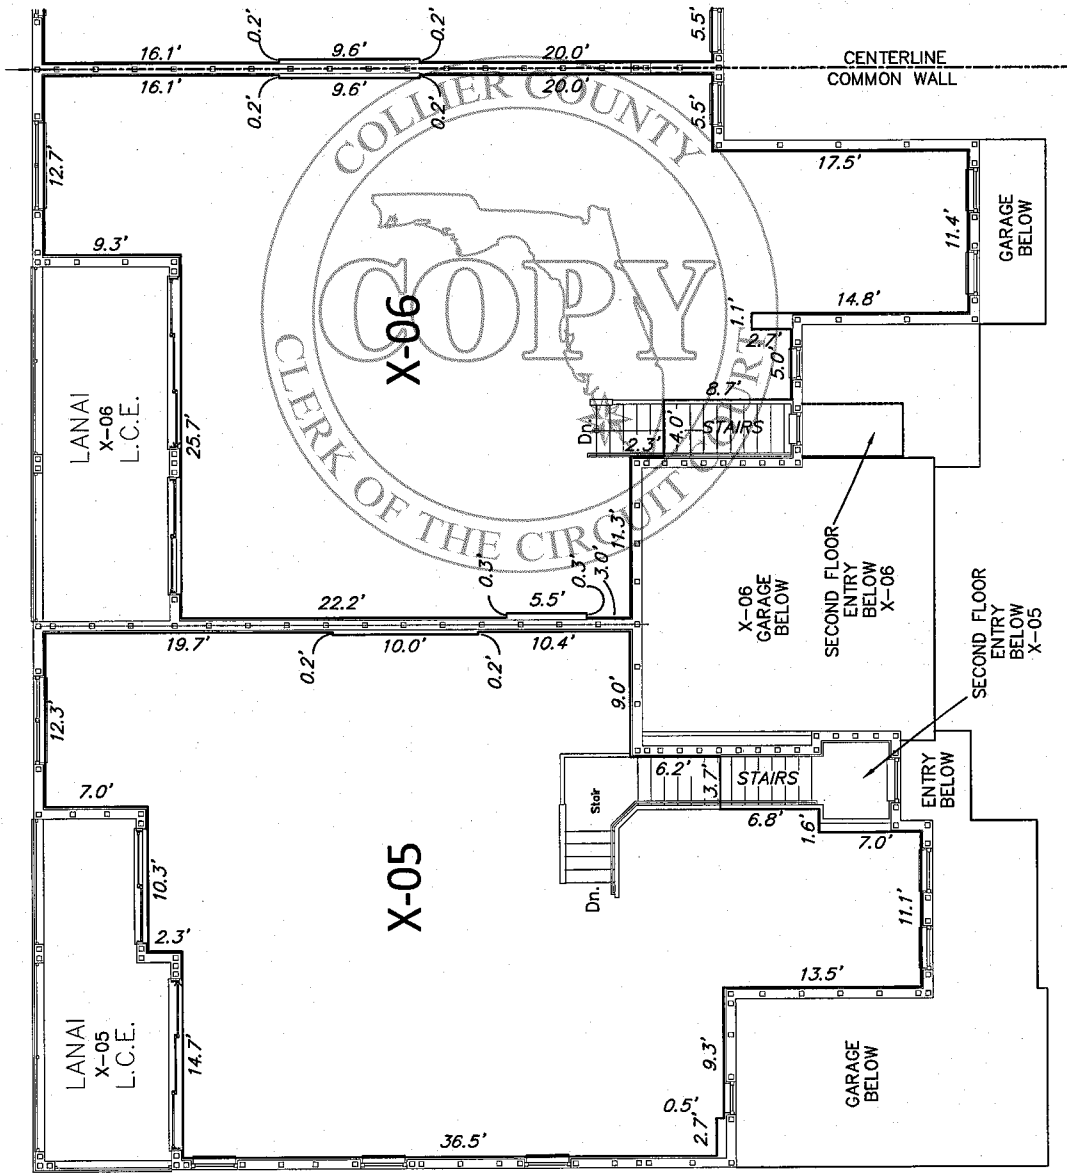 0.2'
0.2'
5.5'
16.1'
9.6'
20.0'
CENTERLINE
COMMON WALL
16.1'
9.6'
20.0'
0.2'
0.2'
5.5'
COLLIER COUNTY
12.7'
17.5'
9.3'
11.4'
GARAGE
BELOW
COPY
X-06
14.8'
1.1'
2.7'
5.0'
8.7'
LANAI
X-06
L.C.E.
25.7'
Dn.
2.3'
4.0'
STAIRS
CLERK OF THE CIRCUIT COURT
11.3'
SECOND FLOOR
ENTRY
BELOW
X-06
X-06
GARAGE
BELOW
SECOND FLOOR
ENTRY
BELOW
X-05
0.3'
0.3'
3.0'
22.2'
5.5'
19.7'
10.0'
10.4'
0.2'
0.2'
9.0'
12.3'
6.2'
3.7'
STAIRS
ENTRY
BELOW
7.0'
Stair
6.8'
1.6'
7.0'
X-05
10.3'
Dn.
11.1'
2.3'
13.5'
LANAI
X-05
L.C.E.
14.7'
9.3'
GARAGE
BELOW
0.5'
2.7'
36.5'